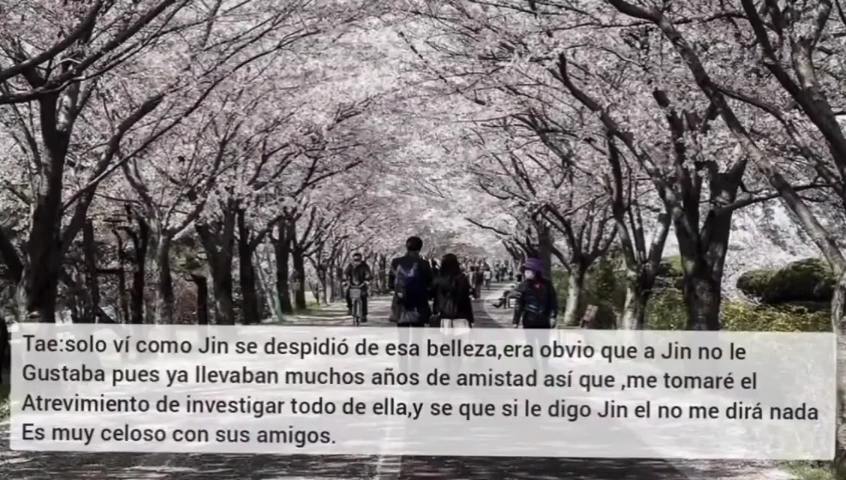 Tae:solo ví como Jin se despidió de esa belleza,era obvio que a Jin no le
Gustaba pues ya llevaban muchos años de amistad así que ,me tomaré el
Atrevimiento de investigar todo de ella,y se que si le digo Jin el no me dirá nada
Es muy celoso con sus amigos.